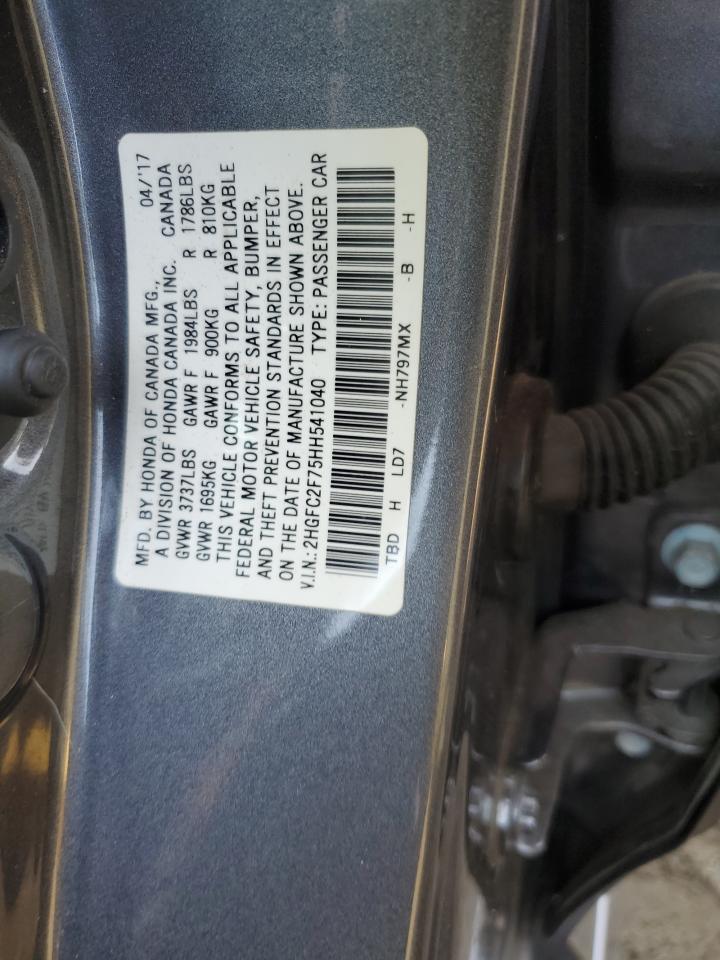 MFD. BY HONDA OF CANADA MFG., 04/'17
A DIVISION OF HONDA CANADA INC. CANADA
GVWR 3737LBS GAWR F 1984LBS R 1786LBS
GVWR 1695KG GAWR F 900KG R 810KG
THIS VEHICLE CONFORMS TO ALL APPLICABLE
FEDERAL MOTOR VEHICLE SAFETY, BUMPER,
AND THEFT PREVENTION STANDARDS IN EFFECT
ON THE DATE OF MANUFACTURE SHOWN ABOVE.
V.I.N.: 2HGFC2F75HH541040 TYPE: PASSENGER CAR
TBD H LD7 -NH797MX -B -H